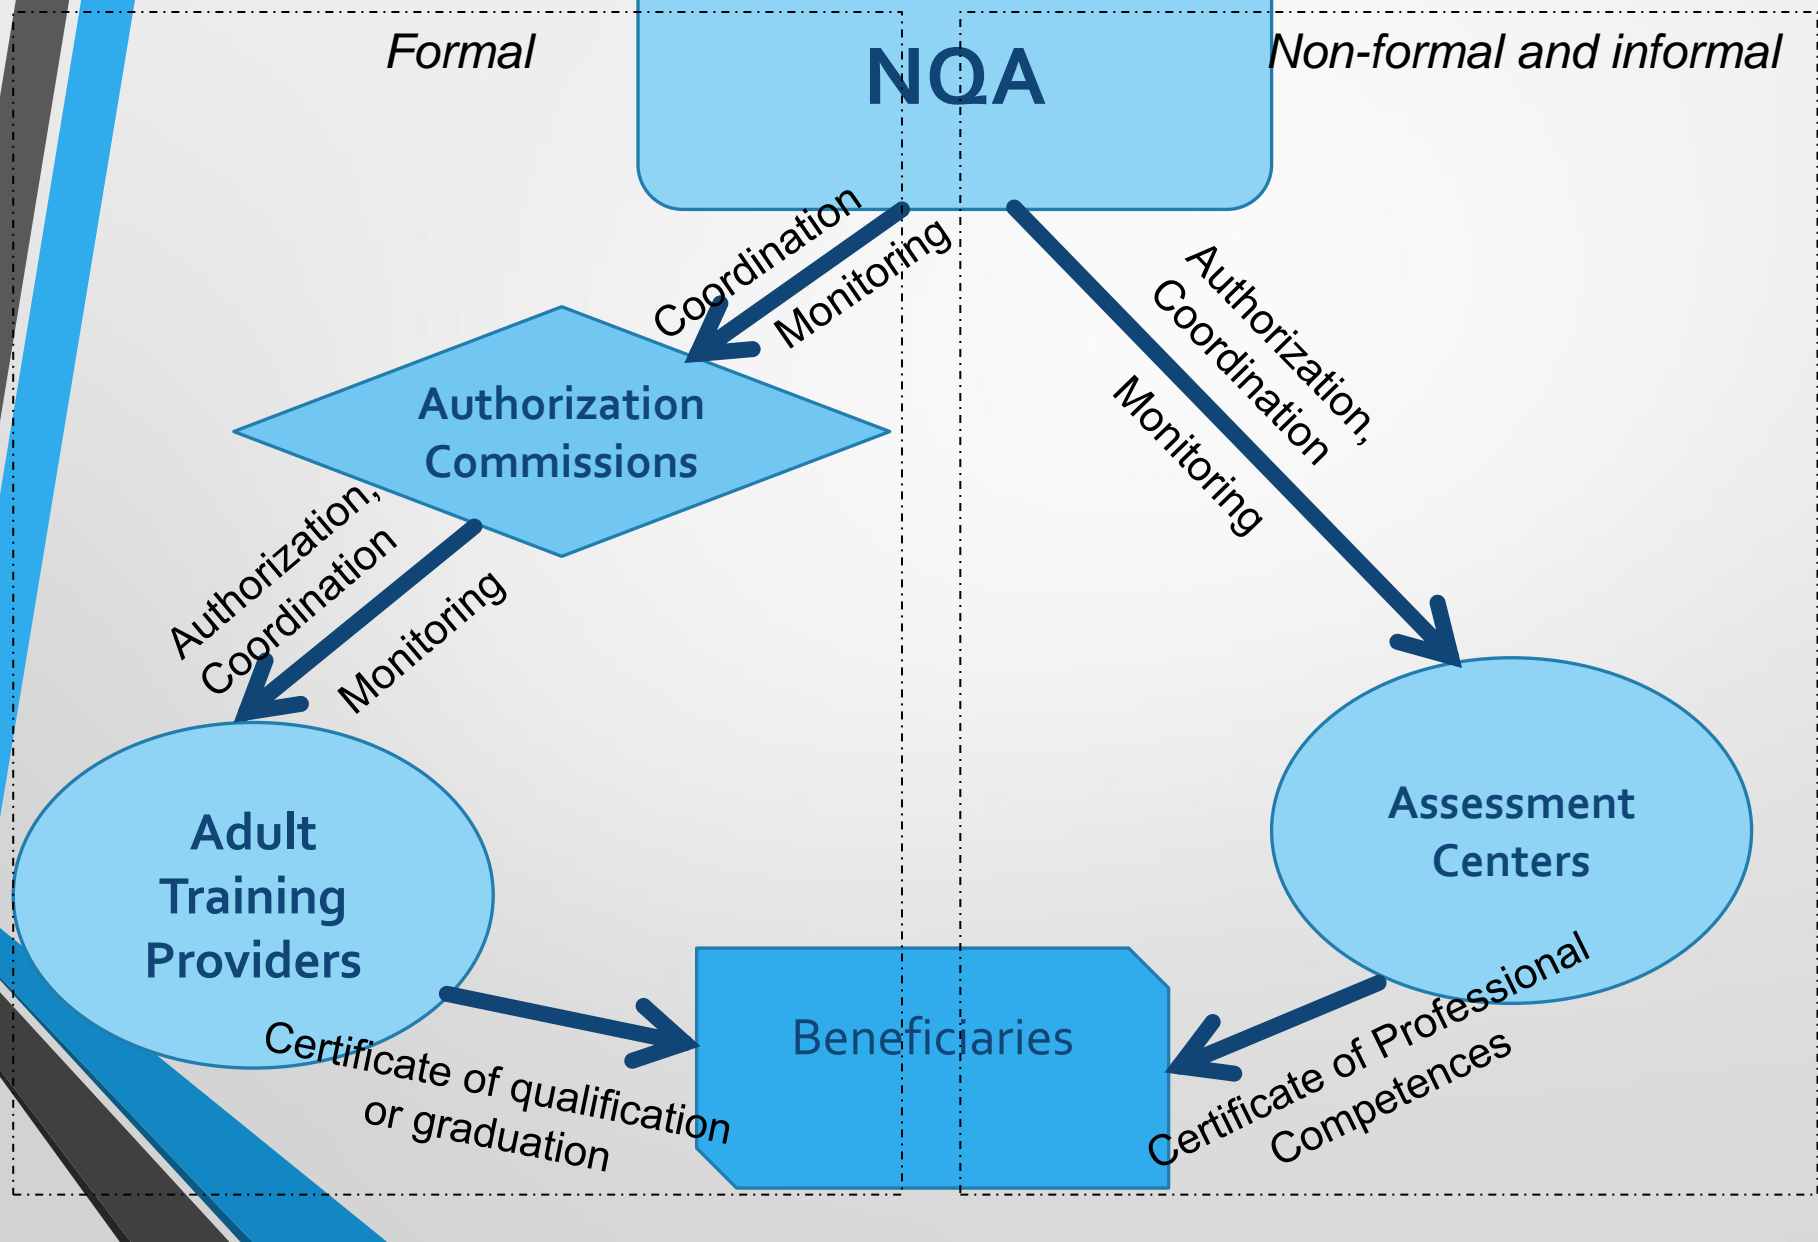 Formal
NQA
Non-formal and informal
Coordination
Monitoring
Authorization,
Coordination
Monitoring
Authorization
Commissions
Authorization,
Coordination
Monitoring
Adult
Training
Providers
Assessment
Centers
Beneficiaries
Certificate of qualification
or graduation
Certificate of Professional
Competences